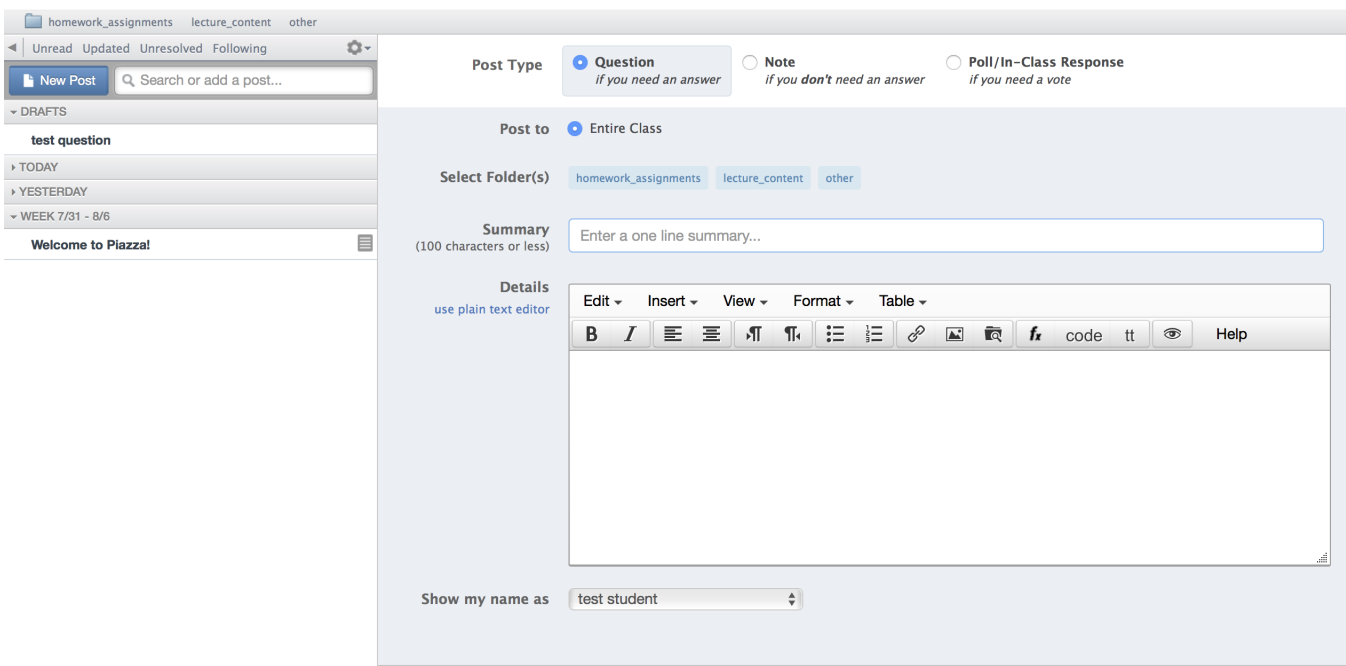 homework_assignments lecture_content other
Unread Updated Unresolved Following
New Post Search or add a post...
DRAFTS
test question
TODAY
YESTERDAY
WEEK 7/31 - 8/6
Welcome to Piazza!
Post Type
Question
if you need an answer
Note
if you don't need an answer
Poll/In-Class Response
if you need a vote
Post to Entire Class
Select Folder(s) homework_assignments lecture_content other
Summary
(100 characters or less)
Enter a one line summary...
Details
use plain text editor
Edit Insert View Format Table
B I fx code tt Help
Show my name as test student